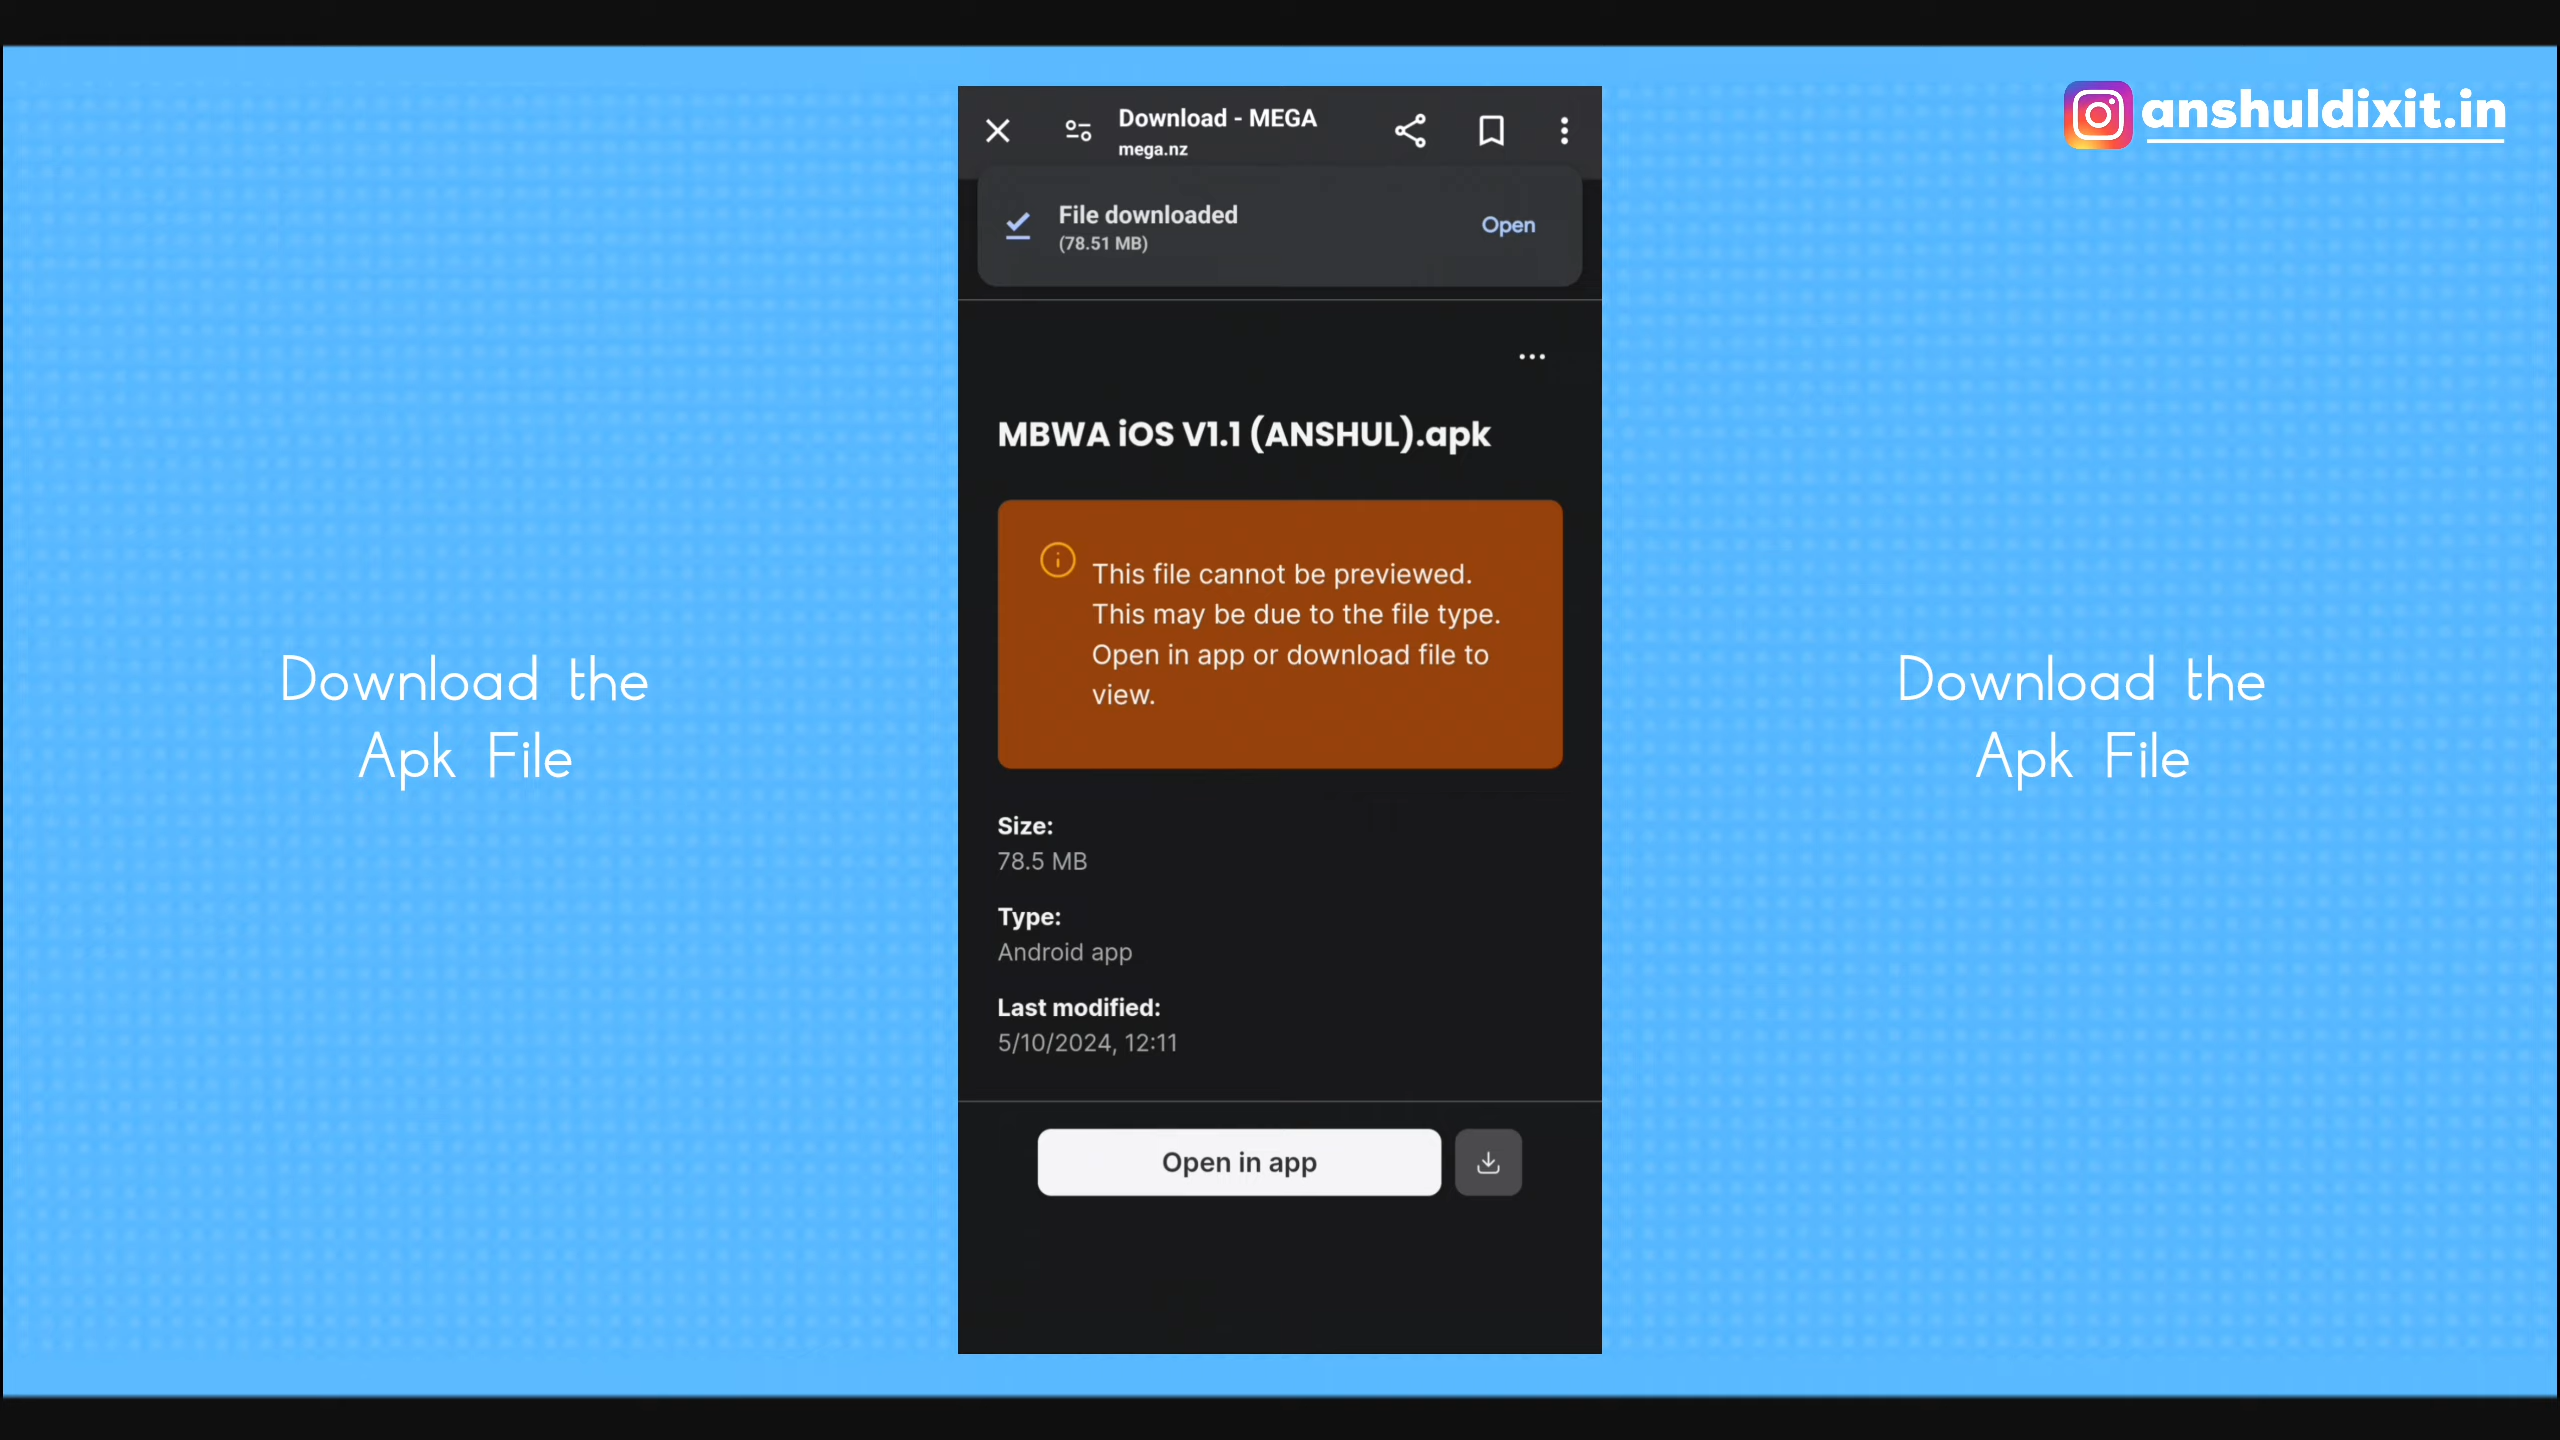 anshuldixit.in
Download - MEGA
mega.nz
File downloaded
(78.51 MB)
Open
MBWA iOS V1.1 (ANSHUL).apk
This file cannot be previewed.
This may be due to the file type.
Open in app or download file to
view.
Download the
Apk File
Download the
Apk File
Size:
78.5 MB
Type:
Android app
Last modified:
5/10/2024, 12:11
Open in app